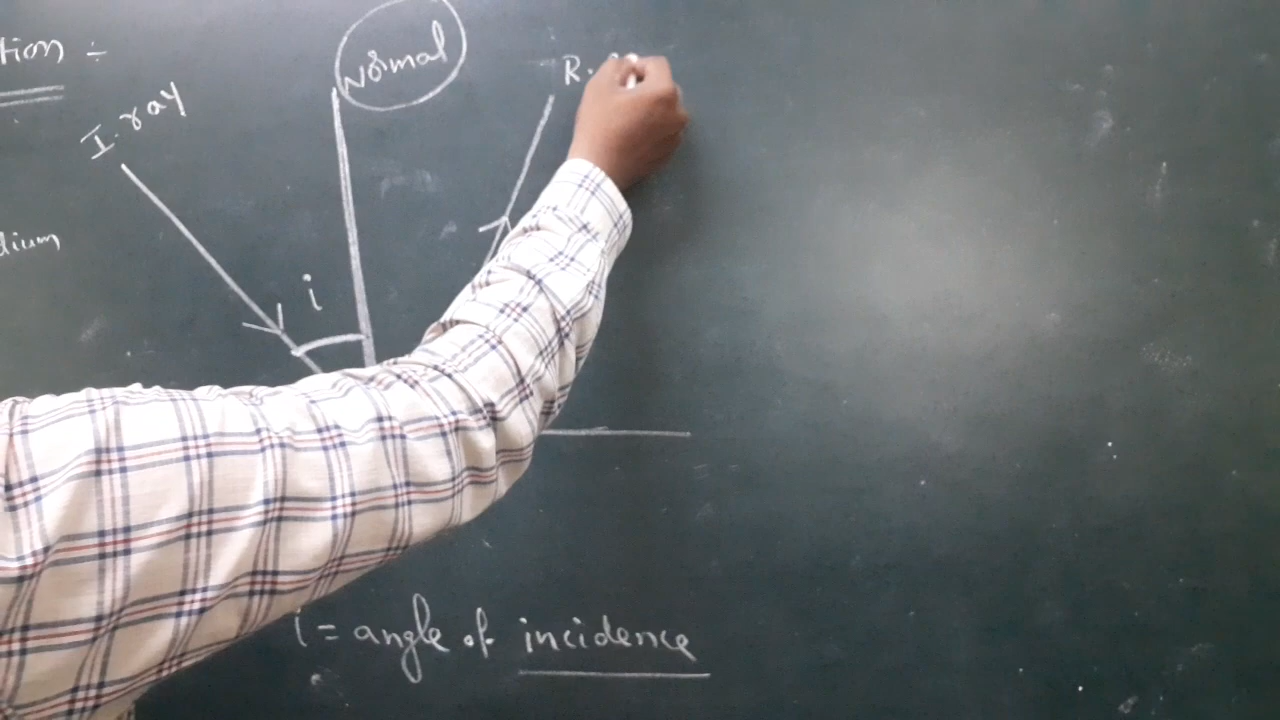 tion :-
Normal
I. ray
R.
i
dium
i = angle of incidence